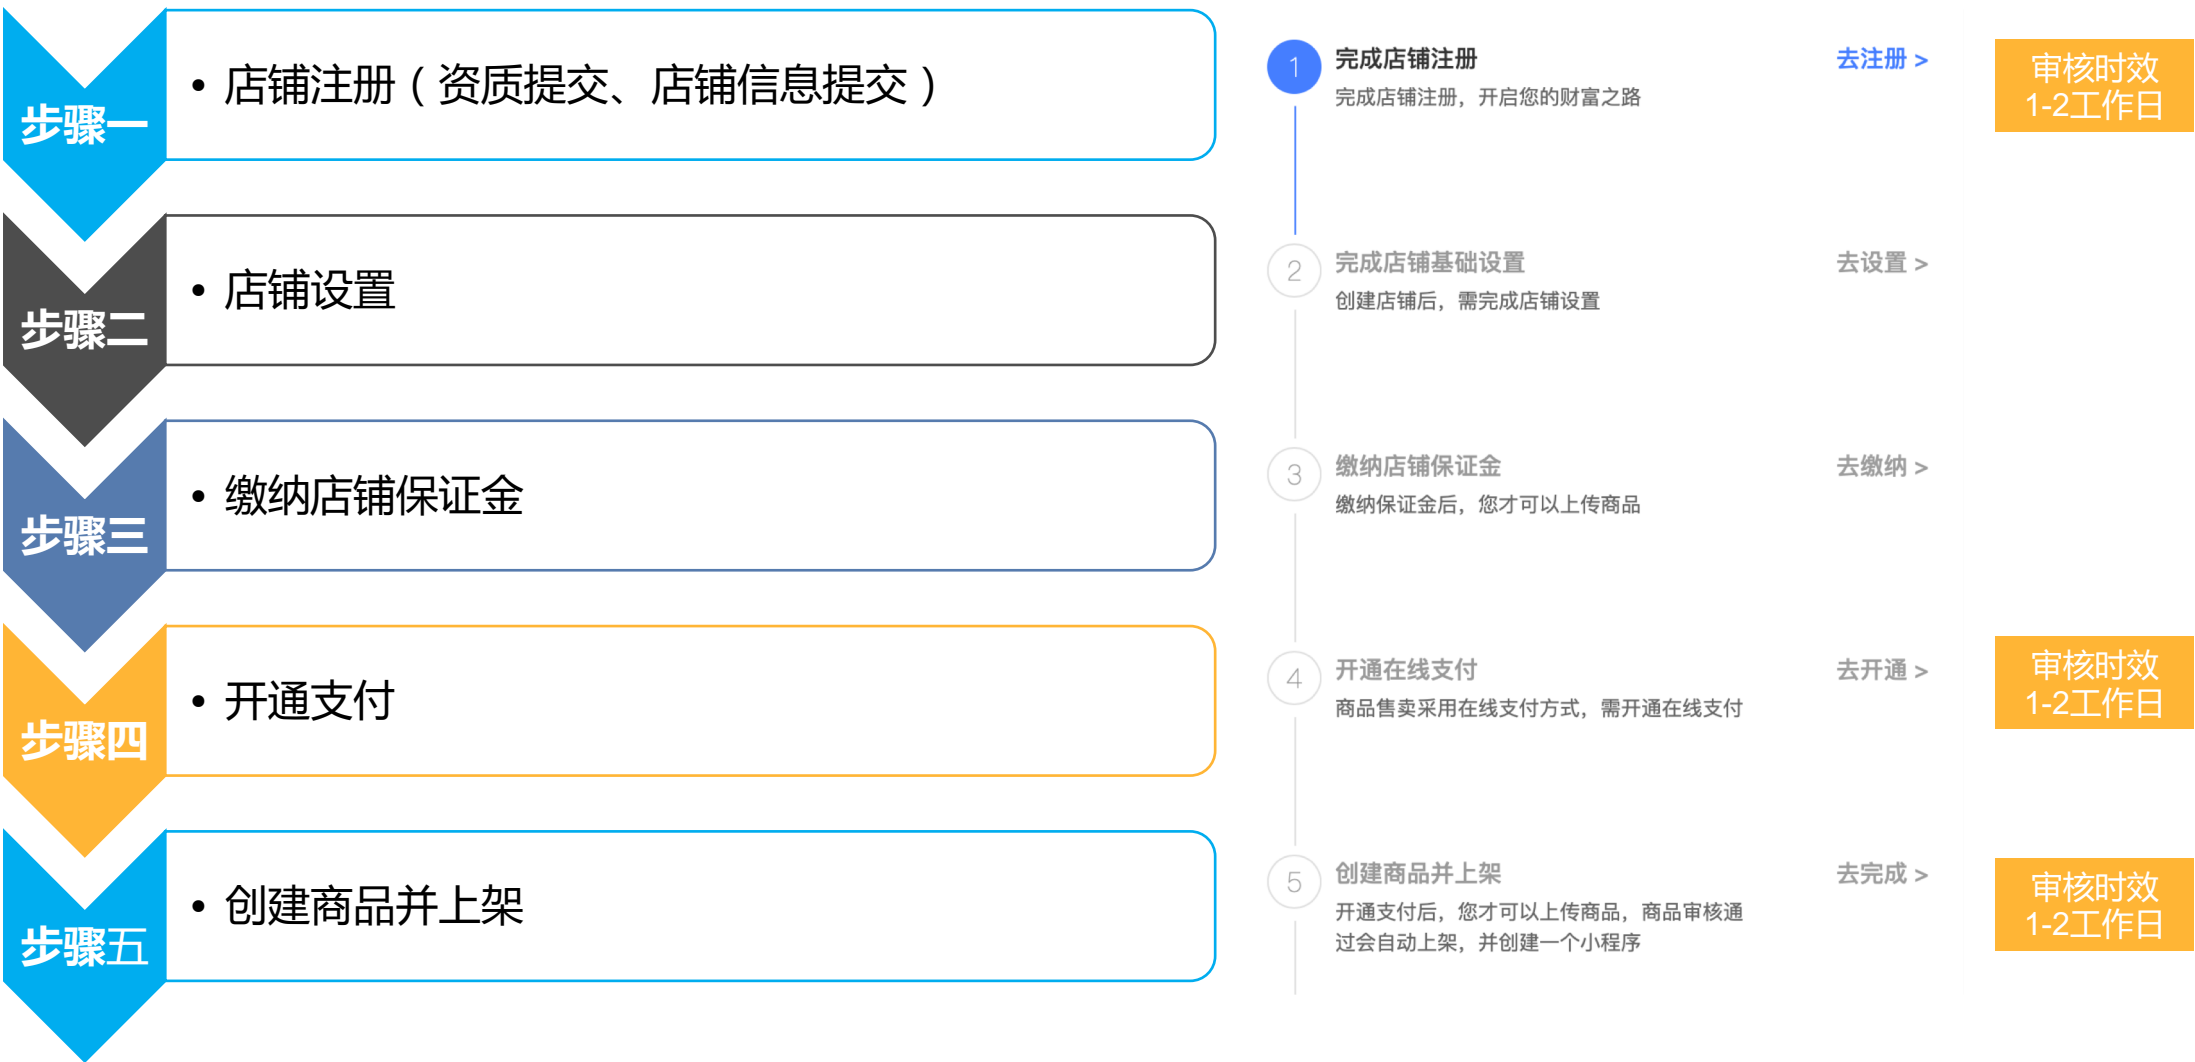 步骤一
• 店铺注册（资质提交、店铺信息提交）
1
完成店铺注册
去注册 >
完成店铺注册，开启您的财富之路
审核时效
1-2工作日
步骤二
• 店铺设置
2
完成店铺基础设置
去设置 >
创建店铺后，需完成店铺设置
步骤三
• 缴纳店铺保证金
3
缴纳店铺保证金
去缴纳 >
缴纳保证金后，您才可以上传商品
步骤四
• 开通支付
4
开通在线支付
去开通 >
商品售卖采用在线支付方式，需开通在线支付
审核时效
1-2工作日
步骤五
• 创建商品并上架
5
创建商品并上架
去完成 >
开通支付后，您才可以上传商品，商品审核通
过会自动上架，并创建一个小程序
审核时效
1-2工作日